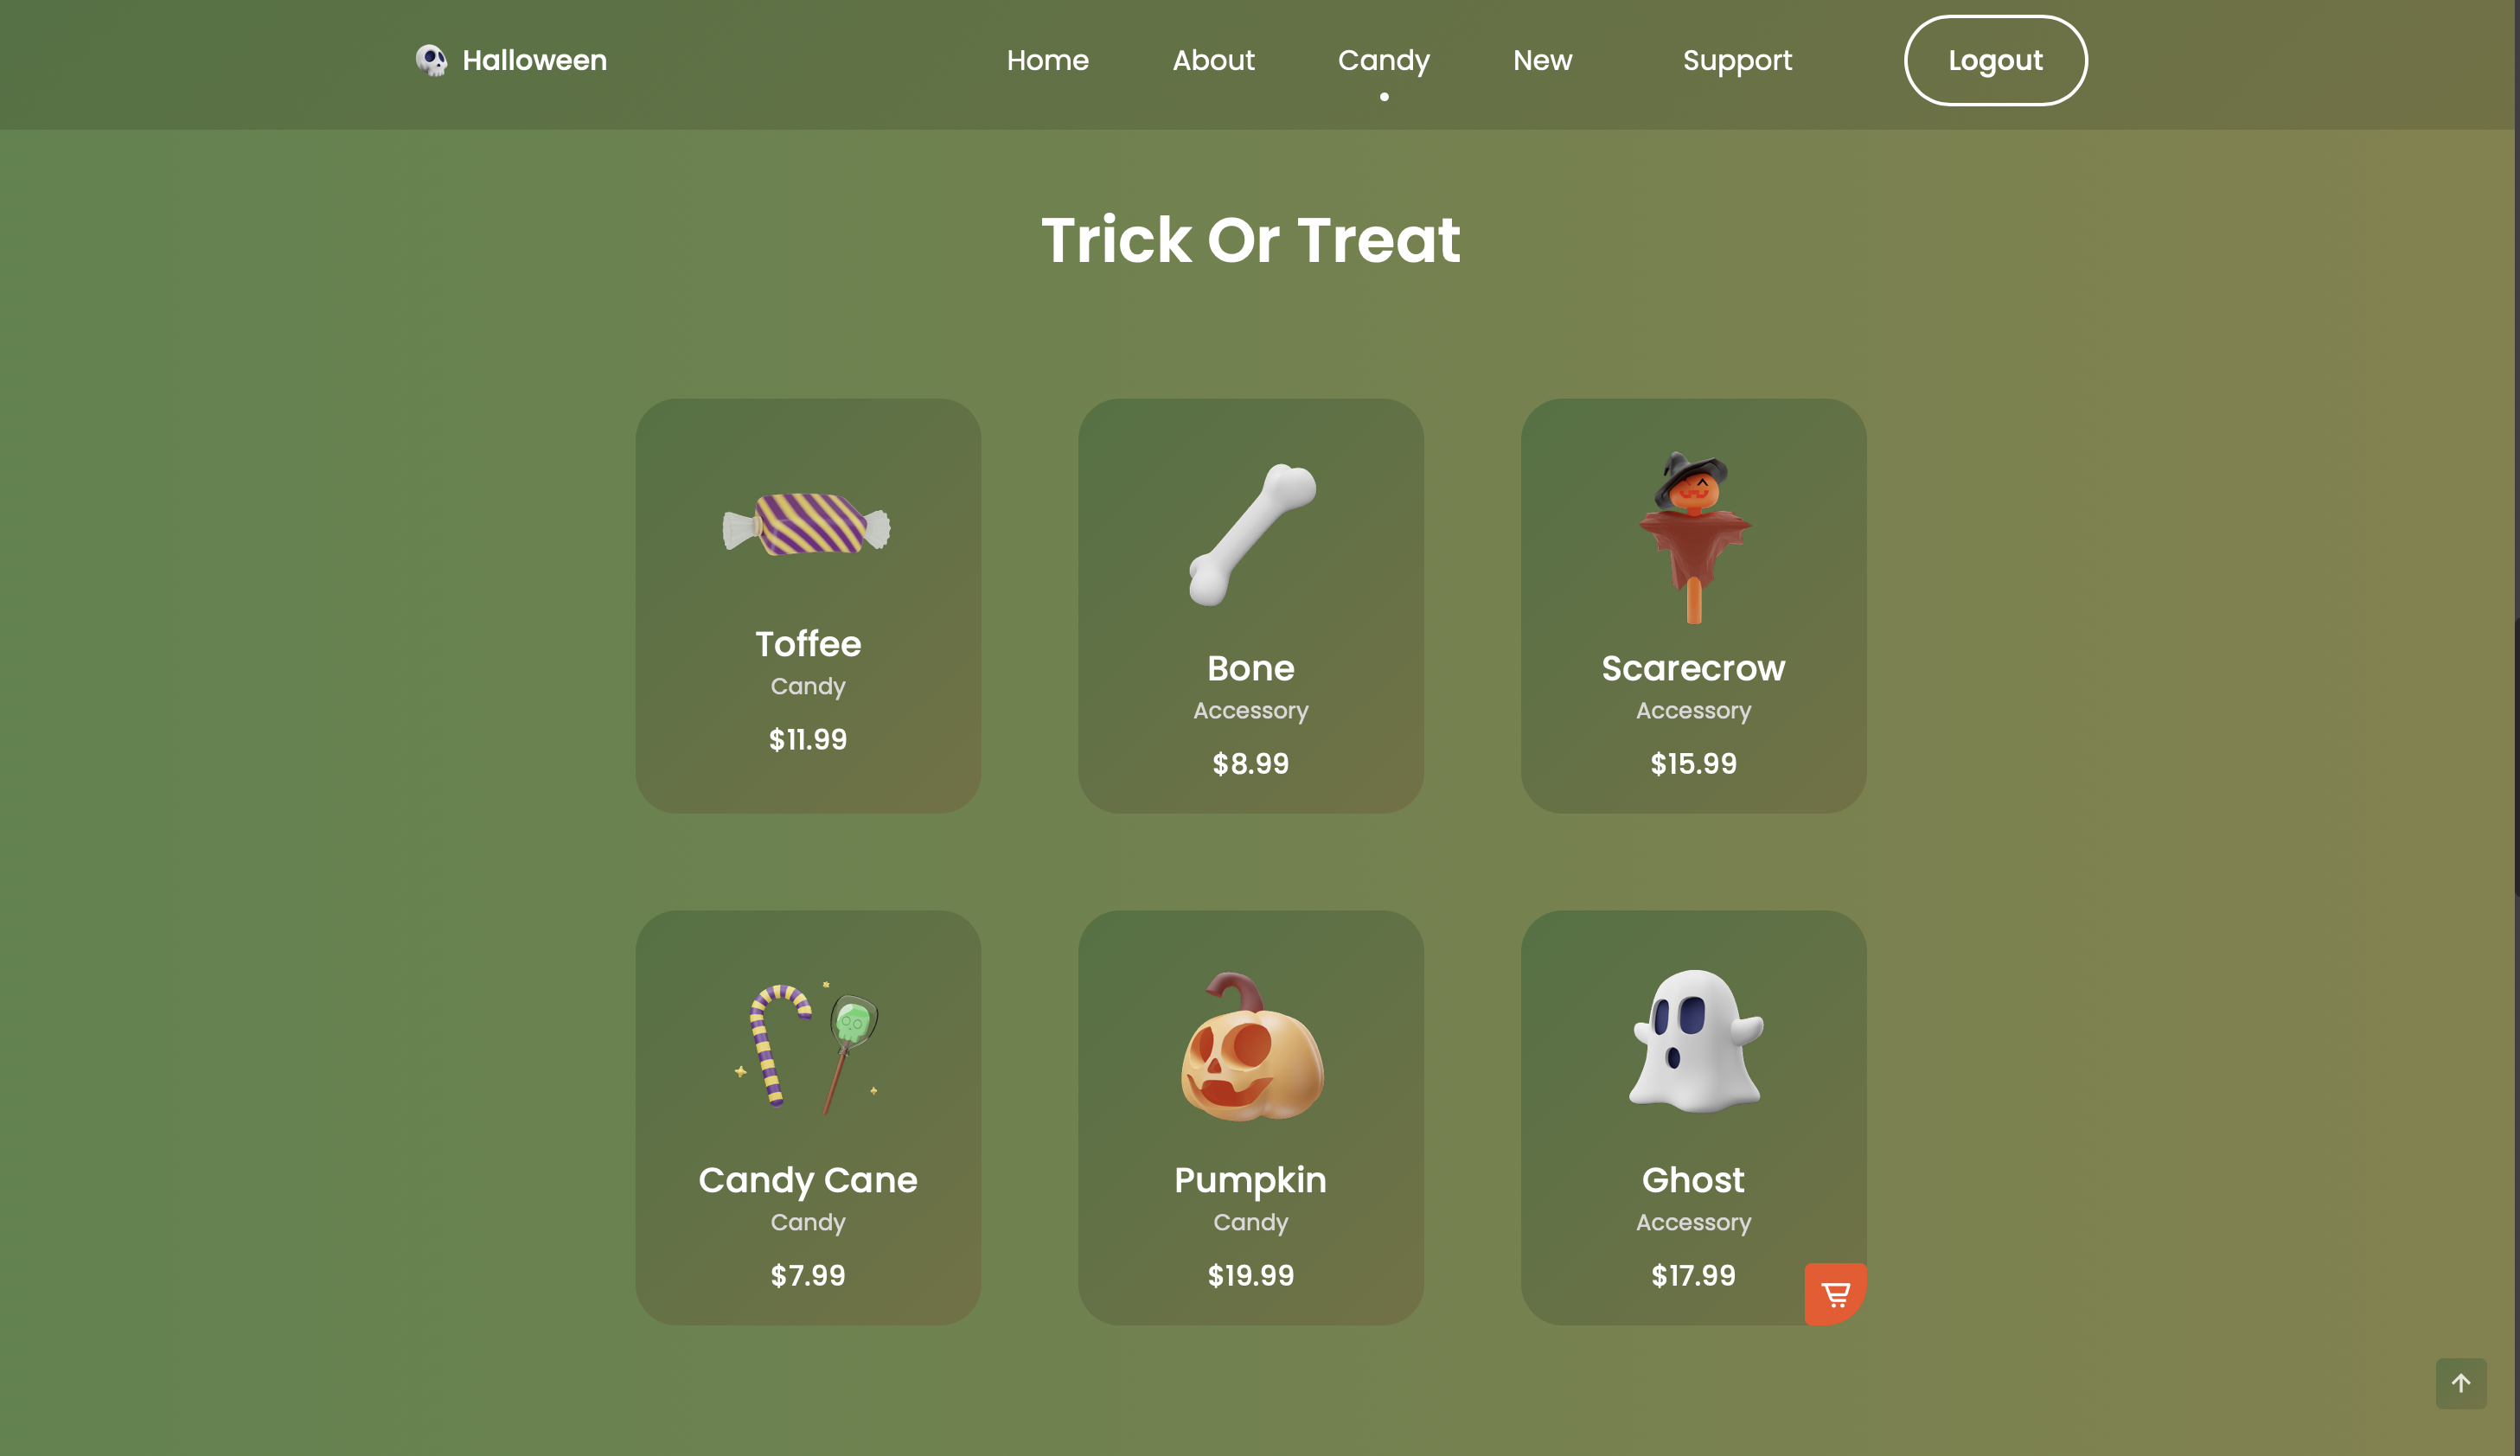 Halloween
Home
About
Candy
New
Support
Logout
Trick Or Treat
Toffee
Candy
$11.99
Bone
Accessory
$8.99
Scarecrow
Accessory
$15.99
Candy Cane
Candy
$7.99
Pumpkin
Candy
$19.99
Ghost
Accessory
$17.99